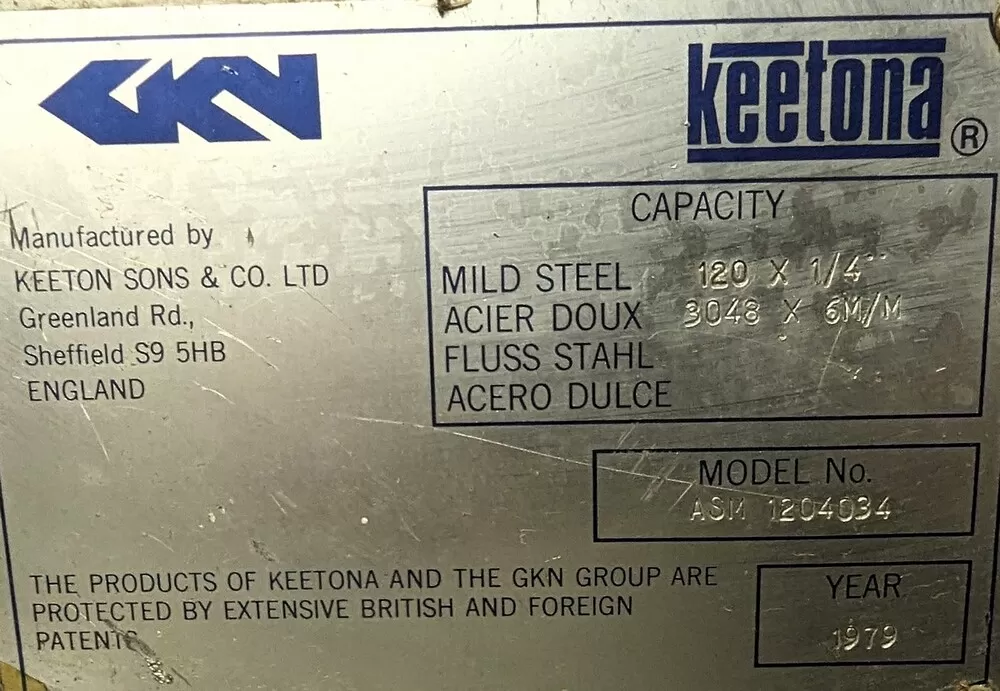 GKN
keetona ®
Manufactured by
KEETON SONS & CO. LTD
Greenland Rd.,
Sheffield S9 5HB
ENGLAND
CAPACITY
MILD STEEL 120 X 1/4"
ACIER DOUX 3048 X 6M/M
FLUSS STAHL
ACERO DULCE
MODEL No.
ASM 1204034
THE PRODUCTS OF KEETONA AND THE GKN GROUP ARE
PROTECTED BY EXTENSIVE BRITISH AND FOREIGN
PATENTS
YEAR
1979